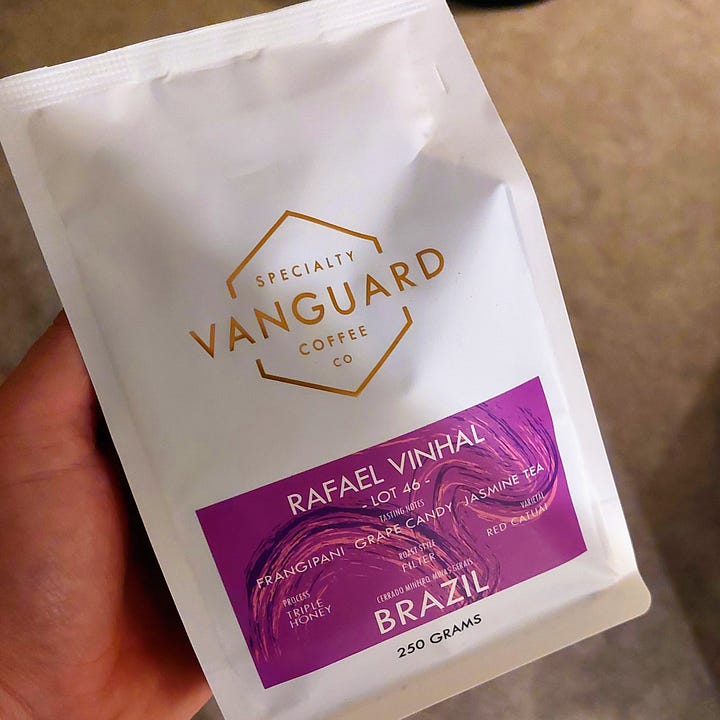 SPECIALTY
VANGUARD
COFFEE
CO
RAFAEL VINHAL
- LOT 46 -
TASTING NOTES
FRANGIPANI GRAPE CANDY JASMINE TEA
PROCESS
TRIPLE
HONEY
ROAST STYLE
FILTER
VARIETAL
RED CATUAI
CERRADO MINEIRO, MINAS GERAIS
BRAZIL
250 GRAMS